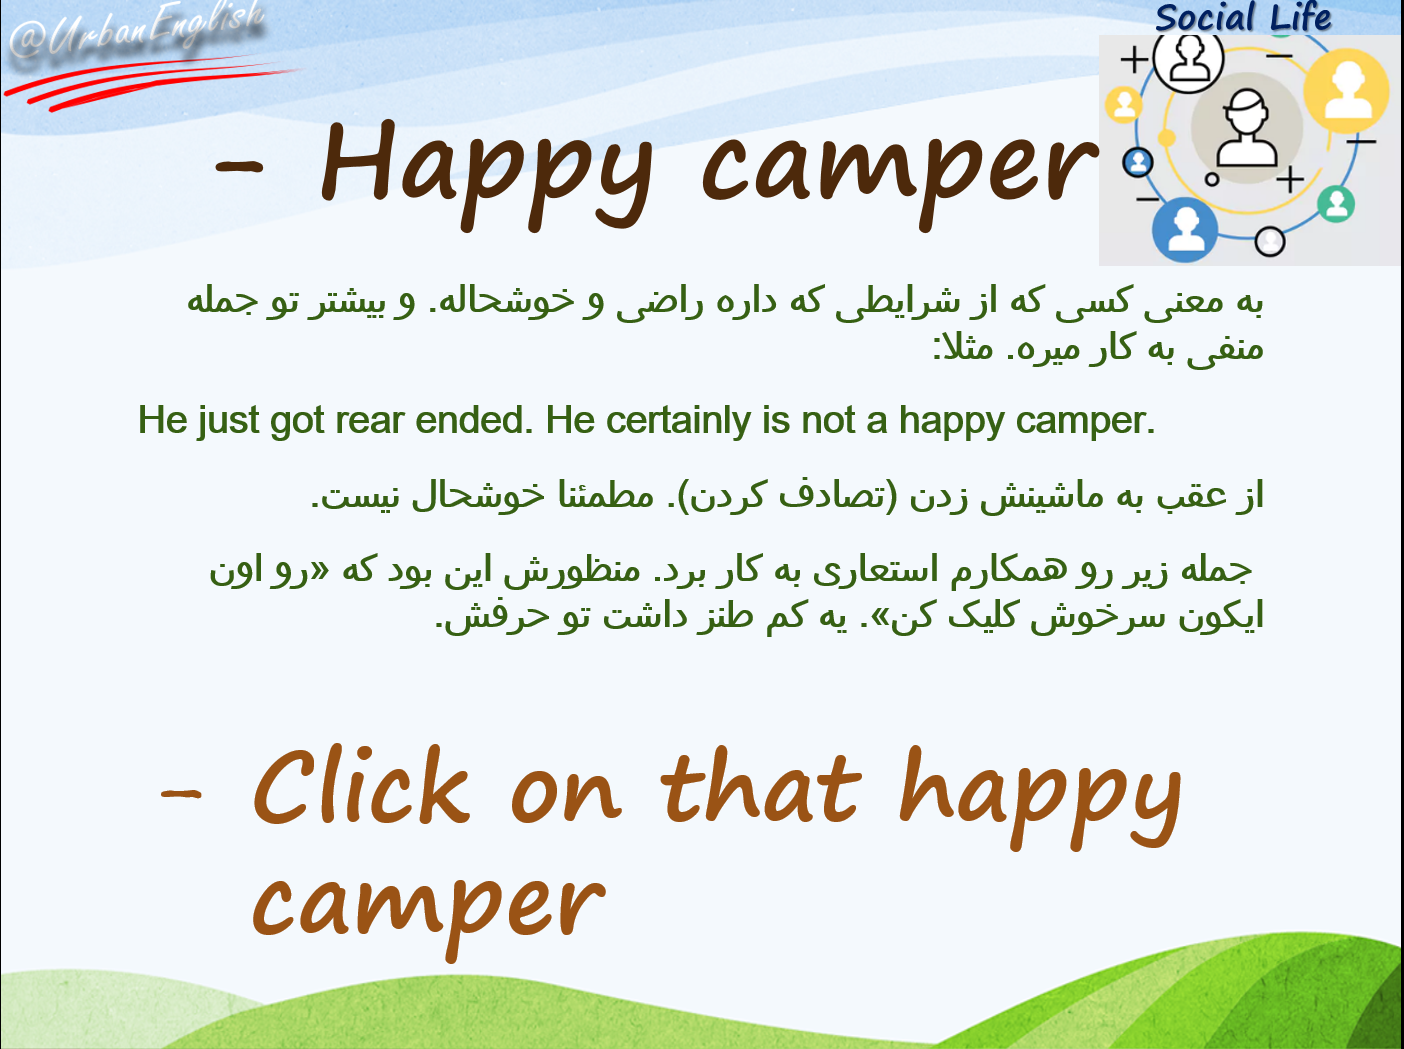 @UrbanEnglish
Social Life
- Happy camper
به معنی کسی که از شرایطی که داره راضی و خوشحاله. و بیشتر تو جمله
منفی به کار میره. مثلا:
He just got rear ended. He certainly is not a happy camper.
از عقب به ماشینش زدن (تصادف کردن). مطمئنا خوشحال نیست.
جمله زیر رو همکارم استعاری به کار برد. منظورش این بود که «رو اون
ایکون سرخوش کلیک کن». یه کم طنز داشت تو حرفش.
- Click on that happy
camper